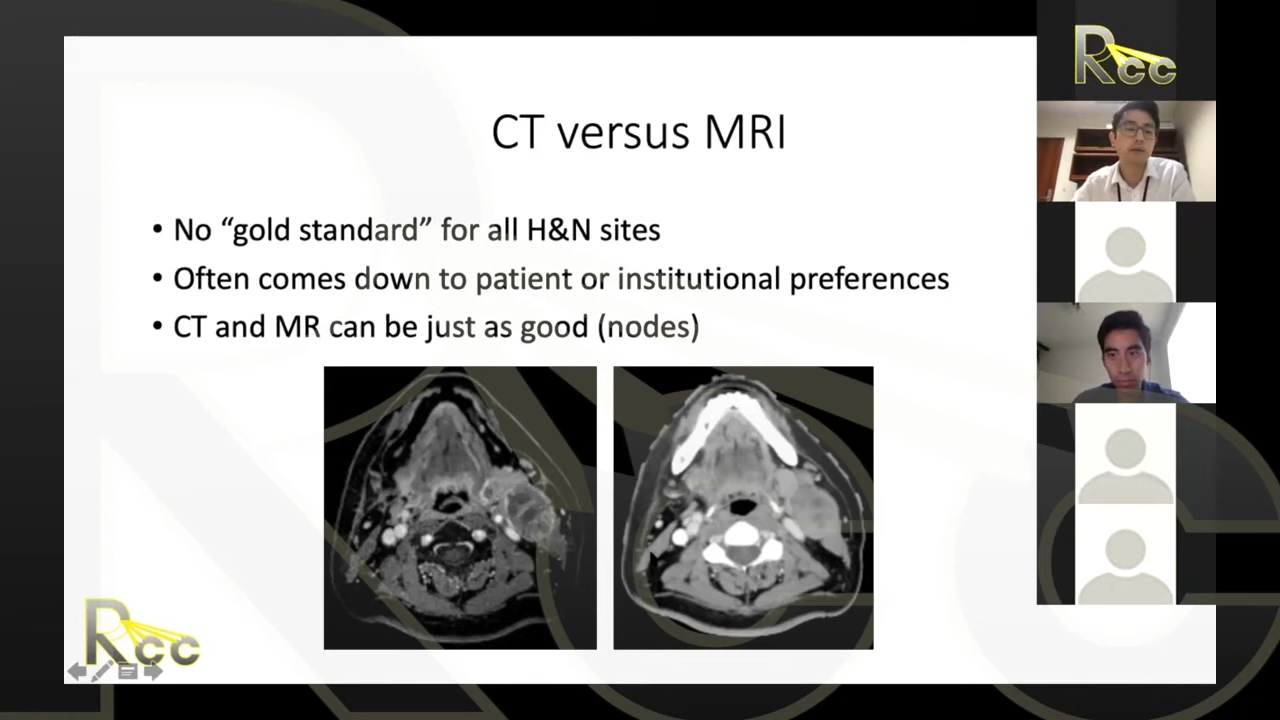 CT versus MRI
• No “gold standard” for all H&N sites
• Often comes down to patient or institutional preferences
• CT and MR can be just as good (nodes)
Rcc
Rcc